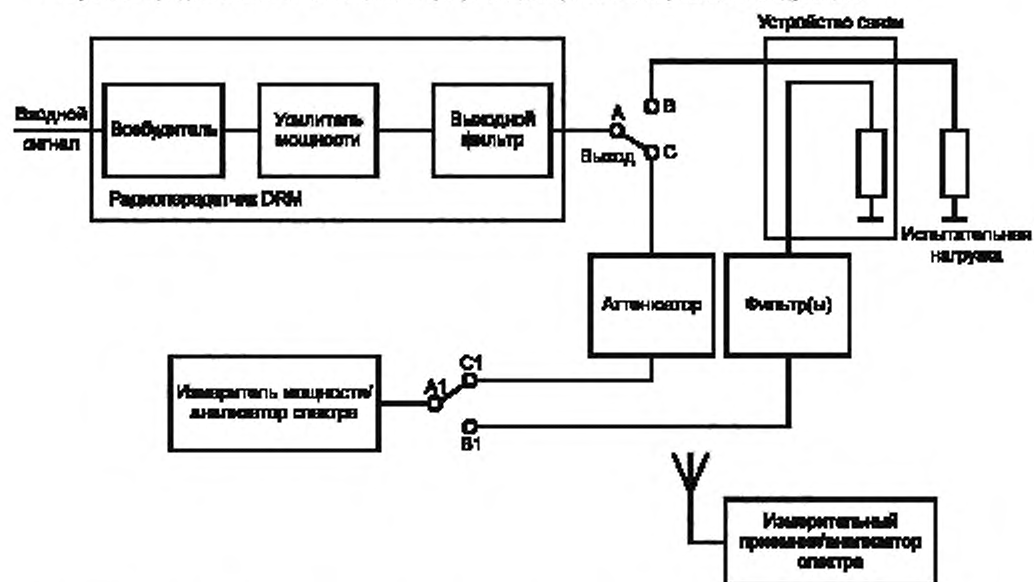 Устройство связи
Входной
сигнал
Возбудитель
Усилитель
мощности
Выходной
фильтр
Радиопередатчик DRM
A
B
C
Выход
Испытательная
нагрузка
Аттенюатор
Фильтр(ы)
Измеритель мощности/
анализатор спектра
A1
C1
B1
Измерительный
приемник/анализатор
спектра